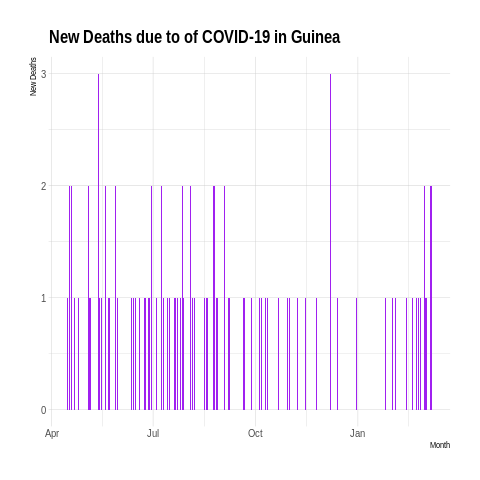 New Deaths due to of COVID-19 in Guinea
New Deaths
3
2
1
0
Apr Jul Oct Jan
Month